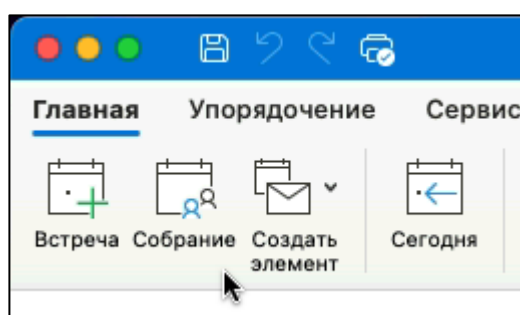 Главная Упорядочение Сервис
Встреча Собрание Создать элемент Сегодня